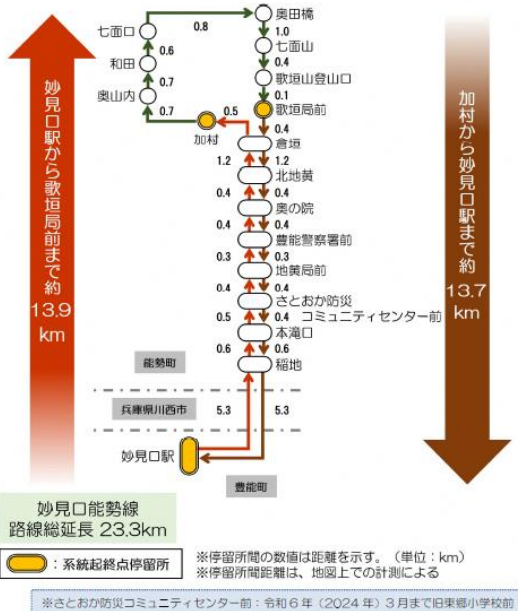 奥田橋
0.8
七面口
1.0
七面山
0.6
0.4
和田
歌垣山登山口
0.7
0.1
奥山内
歌垣局前
0.7
0.5
0.4
加村
倉垣
1.2
1.2
北地黄
0.4
0.4
奥の院
0.4
0.4
豊能警察署前
0.3
0.3
地黄局前
0.4
0.4
さとおか防災
コミュニティセンター前
0.5
0.4
本滝口
0.6
0.6
稲地
能勢町
兵庫県川西市
5.3
5.3
妙見口駅
豊能町
妙見口駅から歌垣局前まで約
13.9
km
加村から妙見口駅まで約
13.7
km
妙見口能勢線
路線総延長 23.3km
:系統起終点停留所
※停留所間の数値は距離を示す。(単位:km)
※停留所間距離は、地図上での計測による
※さとおか防災コミュニティセンター前:令和6年(2024年)3月まで旧東郷小学校前